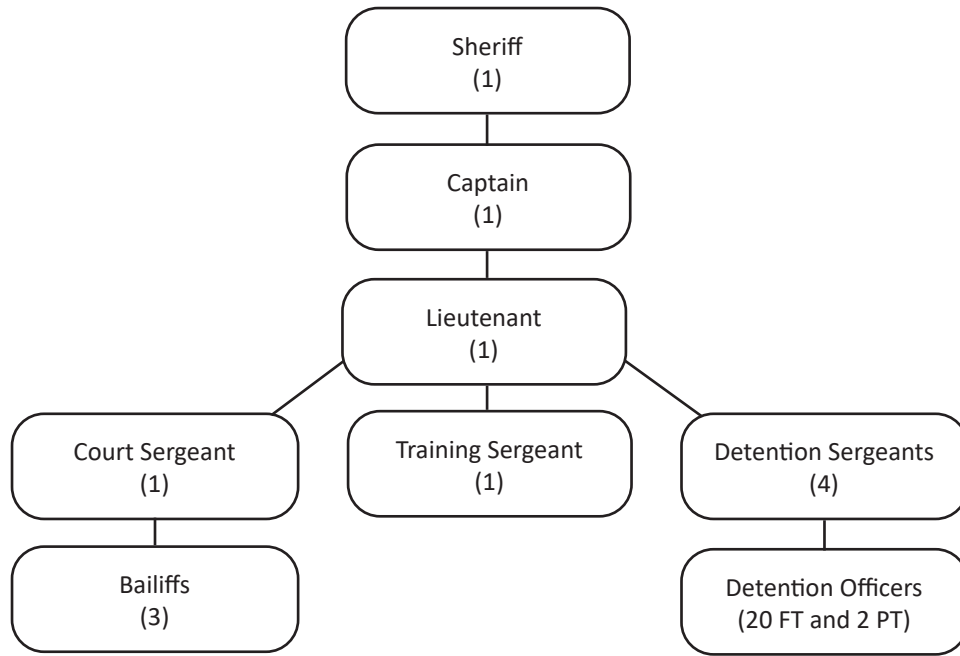 Sheriff
(1)
Captain
(1)
Lieutenant
(1)
Court Sergeant
(1)
Training Sergeant
(1)
Detention Sergeants
(4)
Bailiffs
(3)
Detention Officers
(20 FT and 2 PT)